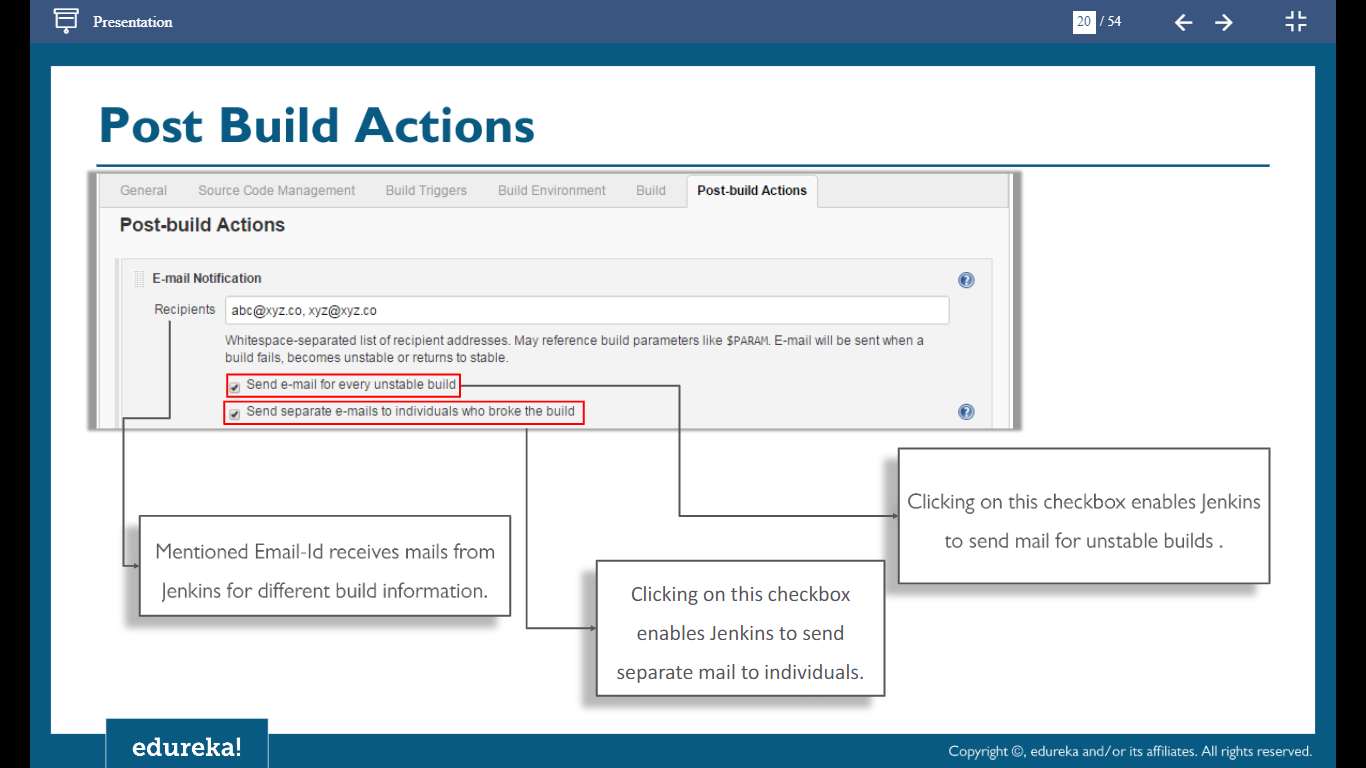 Presentation
20 / 54
Post Build Actions
General Source Code Management Build Triggers Build Environment Build Post-build Actions
Post-build Actions
E-mail Notification
Recipients abc@xyz.co, xyz@xyz.co
Whitespace-separated list of recipient addresses. May reference build parameters like $PARAM. E-mail will be sent when a
build fails, becomes unstable or returns to stable.
Send e-mail for every unstable build
Send separate e-mails to individuals who broke the build
Mentioned Email-Id receives mails from
Jenkins for different build information.
Clicking on this checkbox
enables Jenkins to send
separate mail to individuals.
Clicking on this checkbox enables Jenkins
to send mail for unstable builds .
edureka!
Copyright ©, edureka and/or its affiliates. All rights reserved.